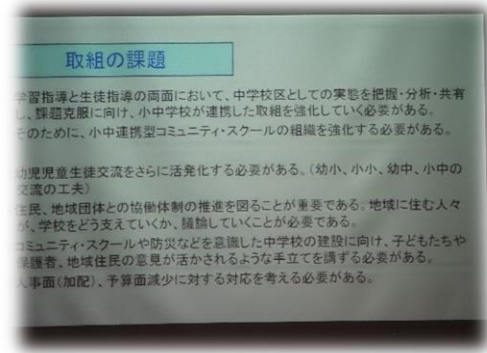 取組の課題
学習指導と生徒指導の両面において、中学校区としての実態を把握・分析・共有
し、課題克服に向け、小中学校が連携した取組を強化していく必要がある。
そのために、小中連携型コミュニティ・スクールの組織を強化する必要がある。
幼児児童生徒交流をさらに活発化する必要がある。(幼小、小小、幼中、小中の
交流の工夫)
住民、地域団体との協働体制の推進を図ることが重要である。地域に住む人々
が、学校をどう支えていくか、議論していくことが必要である。
コミュニティ・スクールや防災などを意識した中学校の建設に向け、子どもたちや
保護者、地域住民の意見が活かされるような手立てを講ずる必要がある。
人事面(加配)、予算面減少に対する対応を考える必要がある。